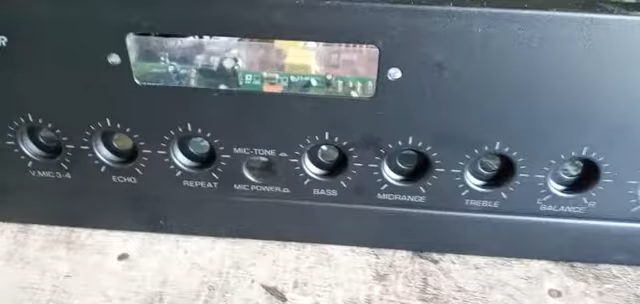 R
V.MIC 3-4
ECHO
REPEAT
MIC-TONE
MIC POWER
BASS
MIDRANGE
TREBLE
L BALANCE R